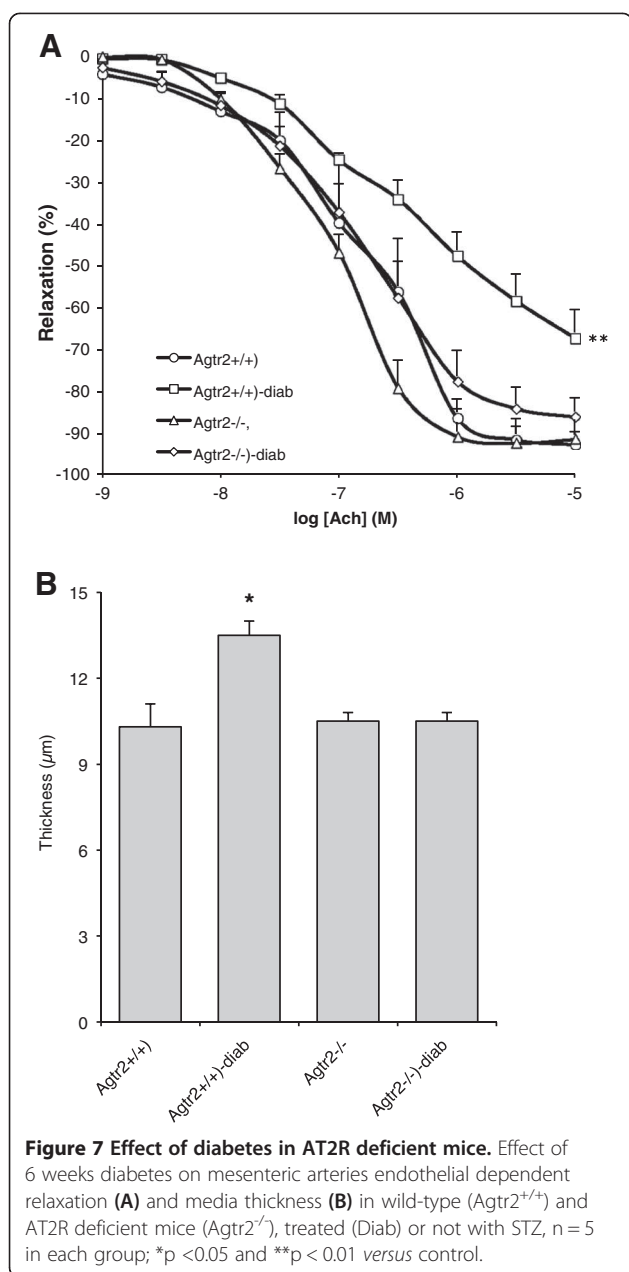 A
0
-10
-20
-30
-40
-50
-60
-70
-80
-90
-100
Relaxation (%)
Agtr2+/+)
Agtr2+/+)-diab
Agtr2-/-,
Agtr2-/-)-diab
**
-9 -8 -7 -6 -5
log [Ach] (M)
B
15
12
9
6
3
0
Thickness (µm)
*
Agtr2+/+)
Agtr2+/+)-diab
Agtr2-/-
Agtr2-/-)-diab
Figure 7 Effect of diabetes in AT2R deficient mice. Effect of
6 weeks diabetes on mesenteric arteries endothelial dependent
relaxation (A) and media thickness (B) in wild-type (Agtr2+/+) and
AT2R deficient mice (Agtr2-/-), treated (Diab) or not with STZ, n = 5
in each group; *p <0.05 and **p < 0.01 versus control.